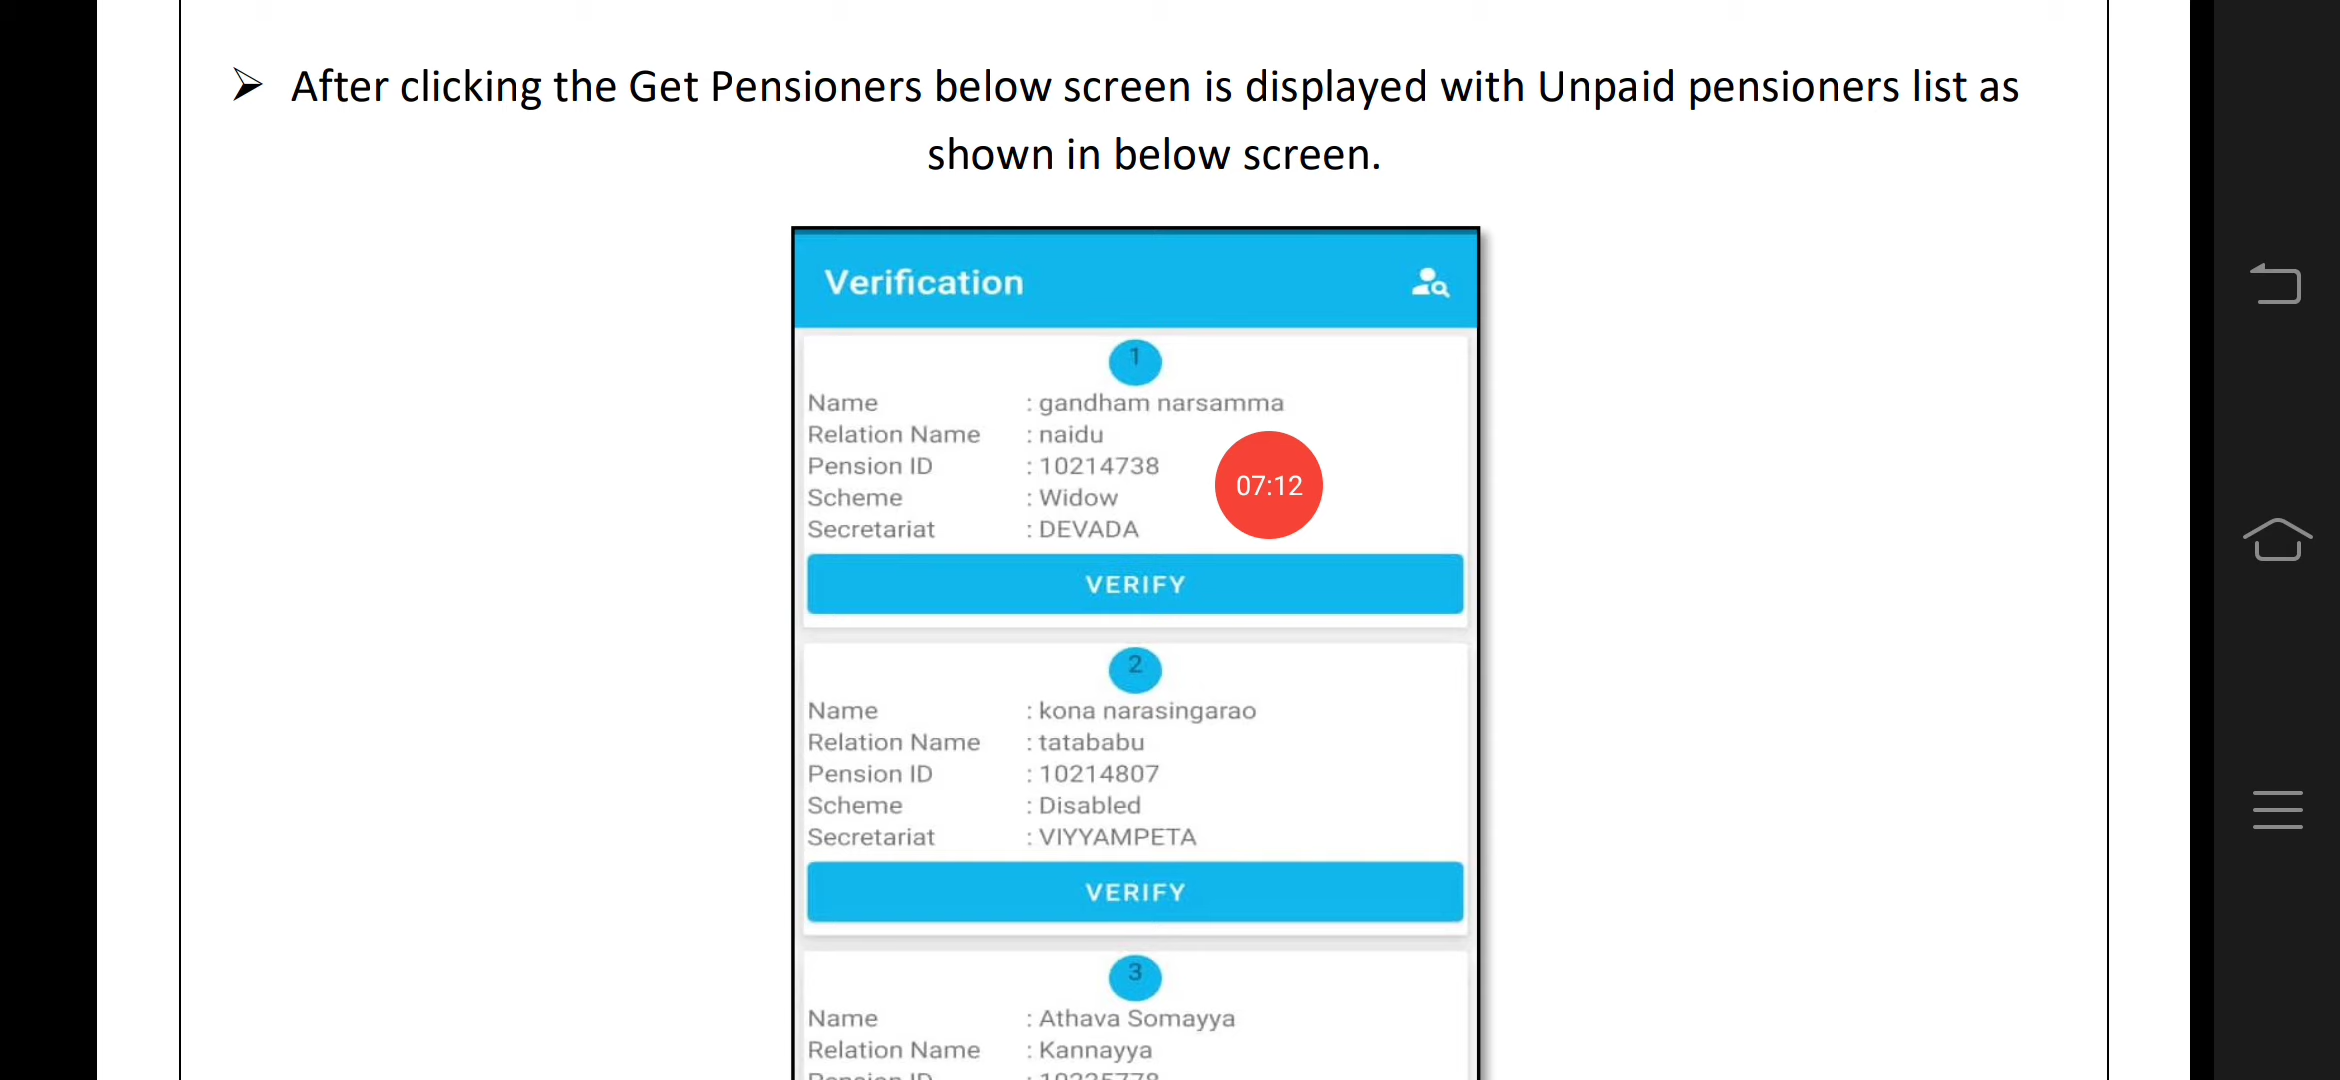 ➢ After clicking the Get Pensioners below screen is displayed with Unpaid pensioners list as
shown in below screen.
Verification
1
Name : gandham narsamma
Relation Name : naidu
Pension ID : 10214738
Scheme : Widow
Secretariat : DEVADA
07:12
VERIFY
2
Name : kona narasingarao
Relation Name : tatababu
Pension ID : 10214807
Scheme : Disabled
Secretariat : VIYYAMPETA
VERIFY
3
Name : Athava Somayya
Relation Name : Kannayya
Pension ID